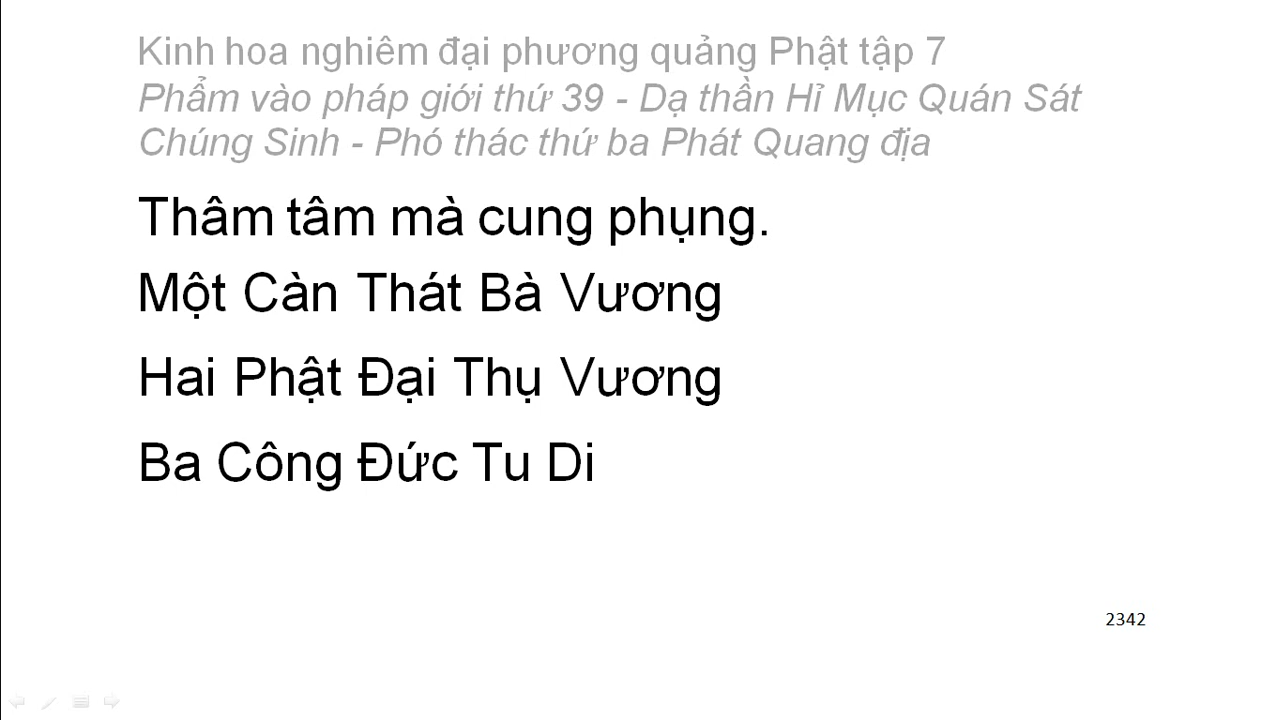 Kinh hoa nghiêm đại phương quảng Phật tập 7
Phẩm vào pháp giới thứ 39 - Dạ thần Hỉ Mục Quán Sát
Chúng Sinh - Phó thác thứ ba Phát Quang địa
Thâm tâm mà cung phụng.
Một Càn Thát Bà Vương
Hai Phật Đại Thụ Vương
Ba Công Đức Tu Di
2342